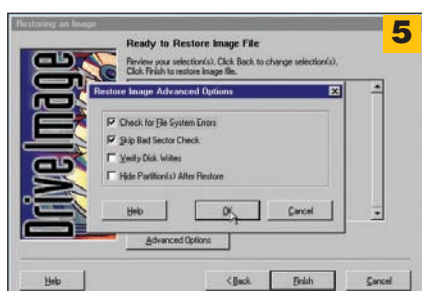 Restoring an Image
5
Ready to Restore Image File
Review your selection(s). Click Back to change selection(s).
Click Finish to restore image file.
Drive Image
Restore Image Advanced Options
Check for File System Errors
Skip Bad Sector Check
Verify Disk Writes
Hide Partition(s) After Restore
Help
OK
Cancel
Advanced Options
Help
< Back
Finish
Cancel